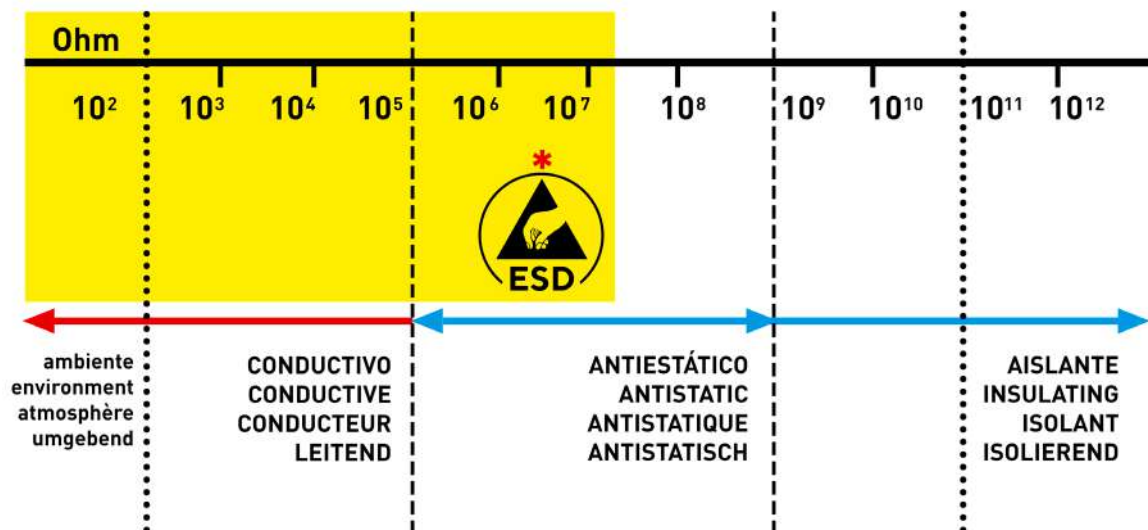 Ohm
10² 10³ 10⁴ 10⁵ 10⁶ 10⁷ 10⁸ 10⁹ 10¹⁰ 10¹¹ 10¹²
*
ESD
ambiente
environment
atmosphère
umgebend
CONDUCTIVO
CONDUCTIVE
CONDUCTEUR
LEITEND
ANTIESTÁTICO
ANTISTATIC
ANTISTATIQUE
ANTISTATISCH
AISLANTE
INSULATING
ISOLANT
ISOLIEREND